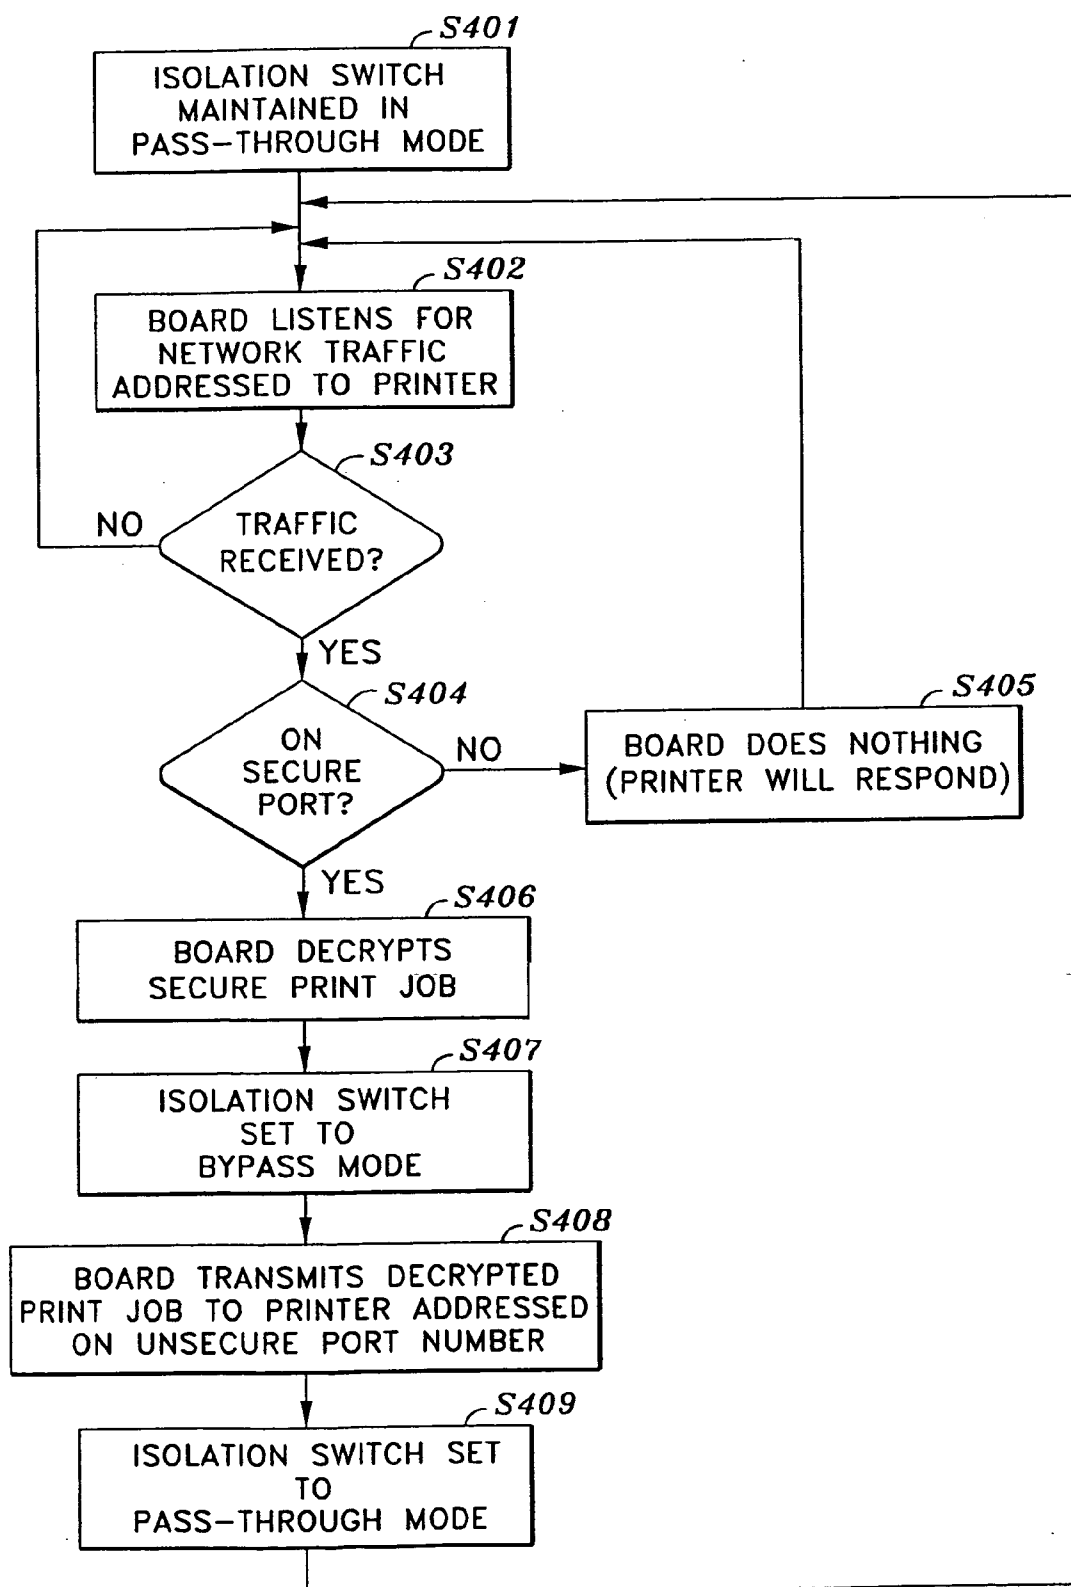 S401
ISOLATION SWITCH
MAINTAINED IN
PASS-THROUGH MODE
S402
BOARD LISTENS FOR
NETWORK TRAFFIC
ADDRESSED TO PRINTER
S403
TRAFFIC
RECEIVED?
NO
YES
S404
ON
SECURE
PORT?
NO
S405
BOARD DOES NOTHING
(PRINTER WILL RESPOND)
YES
S406
BOARD DECRYPTS
SECURE PRINT JOB
S407
ISOLATION SWITCH
SET TO
BYPASS MODE
S408
BOARD TRANSMITS DECRYPTED
PRINT JOB TO PRINTER ADDRESSED
ON UNSECURE PORT NUMBER
S409
ISOLATION SWITCH SET
TO
PASS-THROUGH MODE